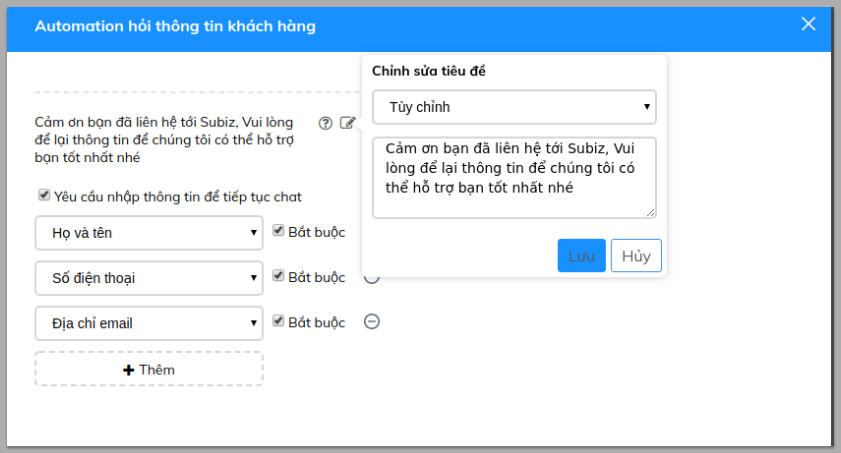 Automation hỏi thông tin khách hàng
Chỉnh sửa tiêu đề
Tùy chỉnh
Cảm ơn bạn đã liên hệ tới Subiz, Vui
lòng để lại thông tin để chúng tôi có
thể hỗ trợ bạn tốt nhất nhé
Lưu
Hủy
Cảm ơn bạn đã liên hệ tới Subiz, Vui lòng
để lại thông tin để chúng tôi có thể hỗ trợ
bạn tốt nhất nhé
Yêu cầu nhập thông tin để tiếp tục chat
Họ và tên Bắt buộc
Số điện thoại Bắt buộc
Địa chỉ email Bắt buộc
Thêm